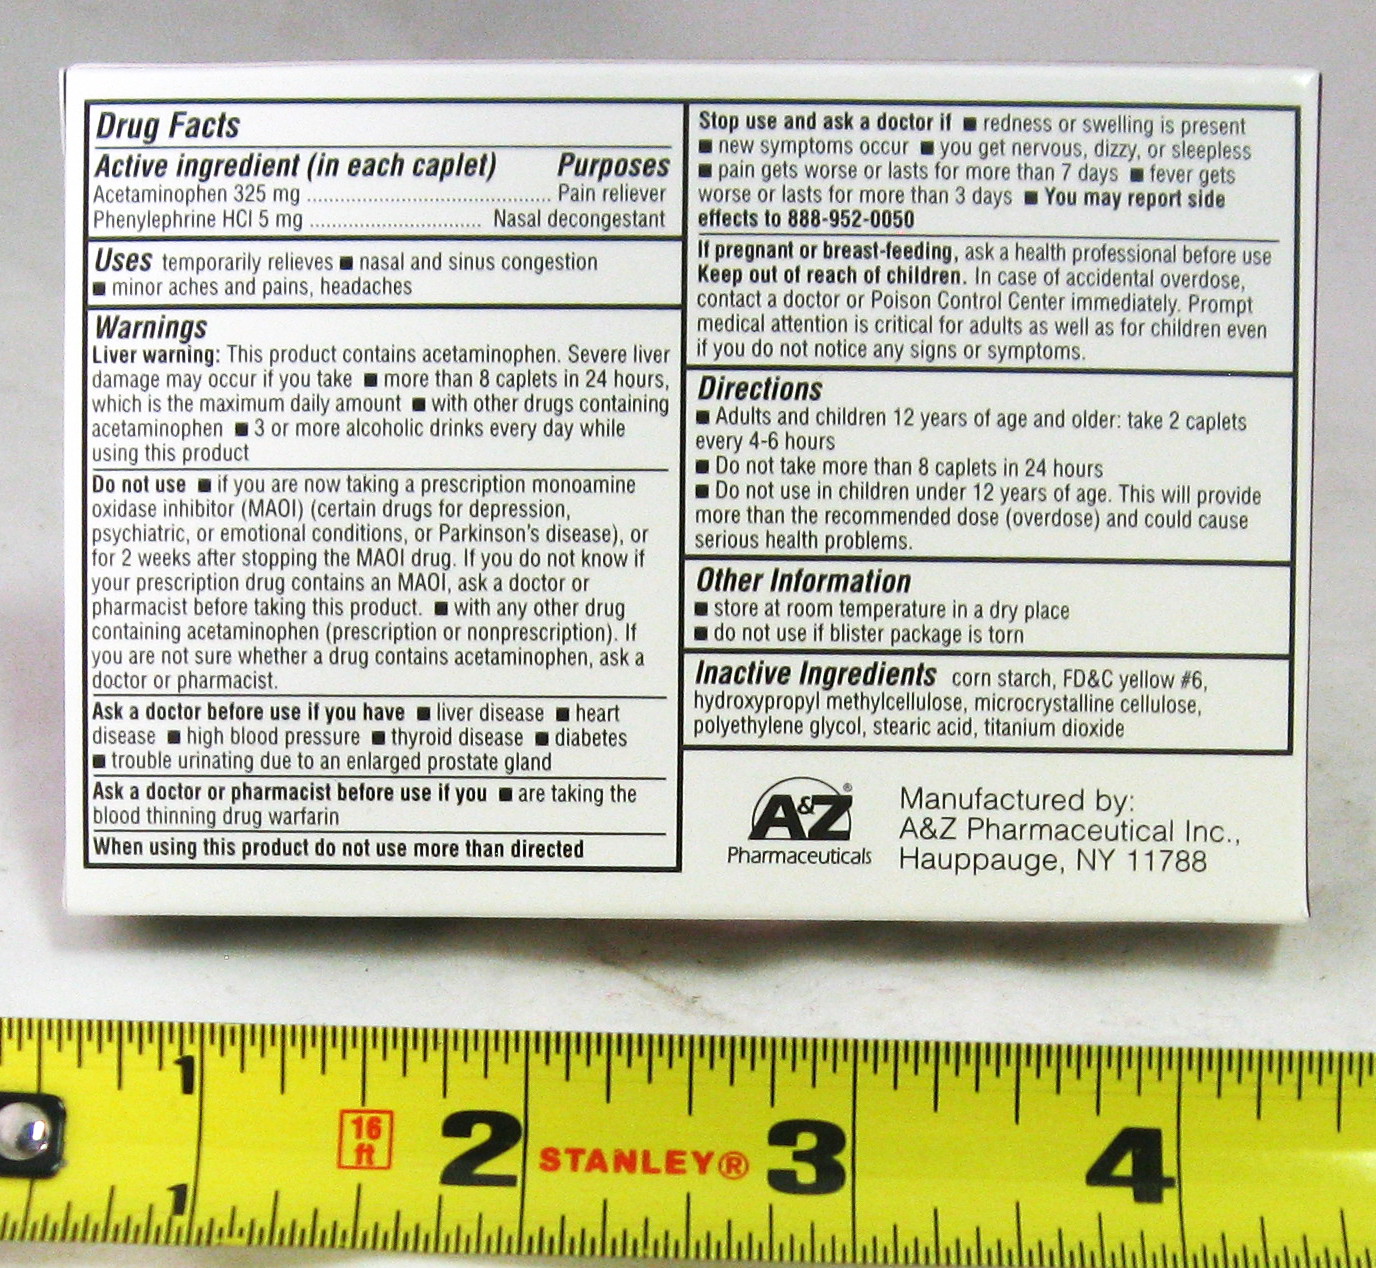 Drug Facts
Active ingredient (in each caplet) Purposes
Acetaminophen 325 mg ........................................... Pain reliever
Phenylephrine HCl 5 mg .............................. Nasal decongestant
Uses temporarily relieves ■ nasal and sinus congestion
■ minor aches and pains, headaches
Warnings
Liver warning: This product contains acetaminophen. Severe liver
damage may occur if you take ■ more than 8 caplets in 24 hours,
which is the maximum daily amount ■ with other drugs containing
acetaminophen ■ 3 or more alcoholic drinks every day while
using this product
Do not use ■ if you are now taking a prescription monoamine
oxidase inhibitor (MAOI) (certain drugs for depression,
psychiatric, or emotional conditions, or Parkinson's disease), or
for 2 weeks after stopping the MAOI drug. If you do not know if
your prescription drug contains an MAOI, ask a doctor or
pharmacist before taking this product. ■ with any other drug
containing acetaminophen (prescription or nonprescription). If
you are not sure whether a drug contains acetaminophen, ask a
doctor or pharmacist.
Ask a doctor before use if you have ■ liver disease ■ heart
disease ■ high blood pressure ■ thyroid disease ■ diabetes
■ trouble urinating due to an enlarged prostate gland
Ask a doctor or pharmacist before use if you ■ are taking the
blood thinning drug warfarin
When using this product do not use more than directed
Stop use and ask a doctor if ■ redness or swelling is present
■ new symptoms occur ■ you get nervous, dizzy, or sleepless
■ pain gets worse or lasts for more than 7 days ■ fever gets
worse or lasts for more than 3 days ■ You may report side
effects to 888-952-0050
If pregnant or breast-feeding, ask a health professional before use
Keep out of reach of children. In case of accidental overdose,
contact a doctor or Poison Control Center immediately. Prompt
medical attention is critical for adults as well as for children even
if you do not notice any signs or symptoms.
Directions
■ Adults and children 12 years of age and older: take 2 caplets
every 4-6 hours
■ Do not take more than 8 caplets in 24 hours
■ Do not use in children under 12 years of age. This will provide
more than the recommended dose (overdose) and could cause
serious health problems.
Other Information
■ store at room temperature in a dry place
■ do not use if blister package is torn
Inactive Ingredients corn starch, FD&C yellow #6,
hydroxypropyl methylcellulose, microcrystalline cellulose,
polyethylene glycol, stearic acid, titanium dioxide
A&Z®
Pharmaceuticals
Manufactured by:
A&Z Pharmaceutical Inc.,
Hauppauge, NY 11788
1
16
ft
2 STANLEY® 3 4
1